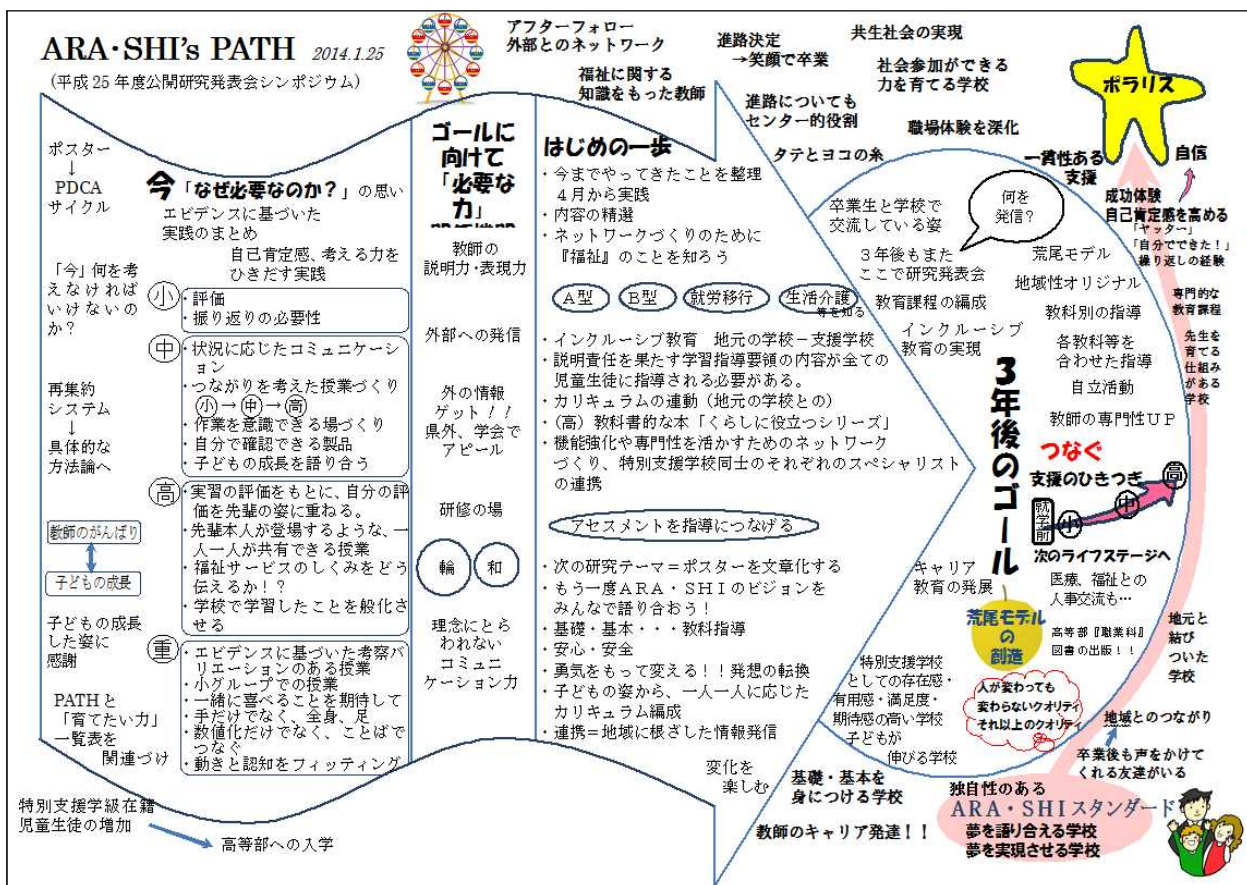 ARA・SHI's PATH 2014.1.25
(平成25年度公開研究発表会シンポジウム)
アフターフォロー
外部とのネットワーク
福祉に関する
知識をもった教師
進路決定
→笑顔で卒業
進路についても
センター的役割
タテとヨコの糸
共生社会の実現
社会参加ができる
力を育てる学校
職場体験を深化
一貫性ある
支援
ポラリス
自信
成功体験
自己肯定感を高める
「ヤッター」
「自分でできた！」
繰り返しの経験
専門的な
教育課程
先生を
育てる
仕組み
がある
学校
ポスター
↓
PDCA
サイクル
「今」何を考
えなければ
いけないの
か？
再集約
システム
↓
具体的な
方法論へ
教師のがんばり
子どもの成長
子どもの成長
した姿に
感謝
PATHと
「育てたい力」
一覧表を
関連づけ
特別支援学級在籍
児童生徒の増加
高等部への入学
今「なぜ必要なのか？」の思い
エビデンスに基づいた
実践のまとめ
自己肯定感、考える力を
ひきだす実践
小
・評価
・振り返りの必要性
中
・状況に応じたコミュニケーシ
ョン
・つながりを考えた授業づくり
小→中→高
・作業を意識できる場づくり
・自分で確認できる製品
・子どもの成長を語り合う
高
・実習の評価をもとに、自分の評
価を先輩の姿に重ねる。
・先輩本人が登場するような、一
人一人が共有できる授業
・福祉サービスのしくみをどう
伝えるか！？
・学校で学習したことを般化さ
せる
重
・エビデンスに基づいた考察バ
リエーションのある授業
・小グループでの授業
・一緒に喜べることを期待して
・手だけでなく、全身、足
・数値化だけでなく、ことばで
つなぐ
・動きと認知をフィッティング
ゴールに
向けて
「必要な
力」
教師の
説明力・表現力
外部への発信
外の情報
ゲット！！
県外、学会で
アピール
研修の場
輪 和
理念にとら
われない
コミュニ
ケーション力
はじめの一歩
・今までやってきたことを整理
４月から実践
・内容の精選
・ネットワークづくりのために
『福祉』のことを知ろう
A型 B型 就労移行 生活介護
等を知る
・インクルーシブ教育 地元の学校－支援学校
・説明責任を果たす学習指導要領の内容が全ての
児童生徒に指導される必要がある。
・カリキュラムの連動（地元の学校との）
・(高）教科書的な本「くらしに役立つシリーズ」
・機能強化や専門性を活かすためのネットワーク
づくり、特別支援学校同士のそれぞれのスペシャリスト
の連携
アセスメントを指導につなげる
・次の研究テーマ＝ポスターを文章化する
・もう一度ARA・SHIのビジョンを
みんなで語り合おう！
・基礎・基本・・・教科指導
・安心・安全
・勇気をもって変える！！発想の転換
・子どもの姿から、一人一人に応じた
カリキュラム編成
・連携＝地域に根ざした情報発信
変化を
楽しむ
卒業生と学校で
交流している姿
何を
発信？
３年後もまた
ここで研究発表会
教育課程の編成
インクルーシブ
教育の実現
荒尾モデル
地域性オリジナル
教科別の指導
各教科等を
合わせた指導
自立活動
教師の専門性UP
３年後のゴール
つなぐ
支援のひきつぎ
就学前 小 中 高
次のライフステージへ
医療、福祉との
人事交流も…
キャリア
教育の発展
荒尾モデル
の
創造
高等部『職業科』
図書の出版！！
特別支援学校
としての存在感・
有用感・満足度・
期待感の高い学校
子どもが
伸びる学校
人が変わっても
変わらないクオリティ
それ以上のクオリティ
地元と
結び
ついた
学校
地域とのつながり
卒業後も声をかけて
くれる友達がいる
基礎・基本を
身につける学校
教師のキャリア発達！！
独自性のある
ARA・SHIスタンダード
夢を語り合える学校
夢を実現させる学校